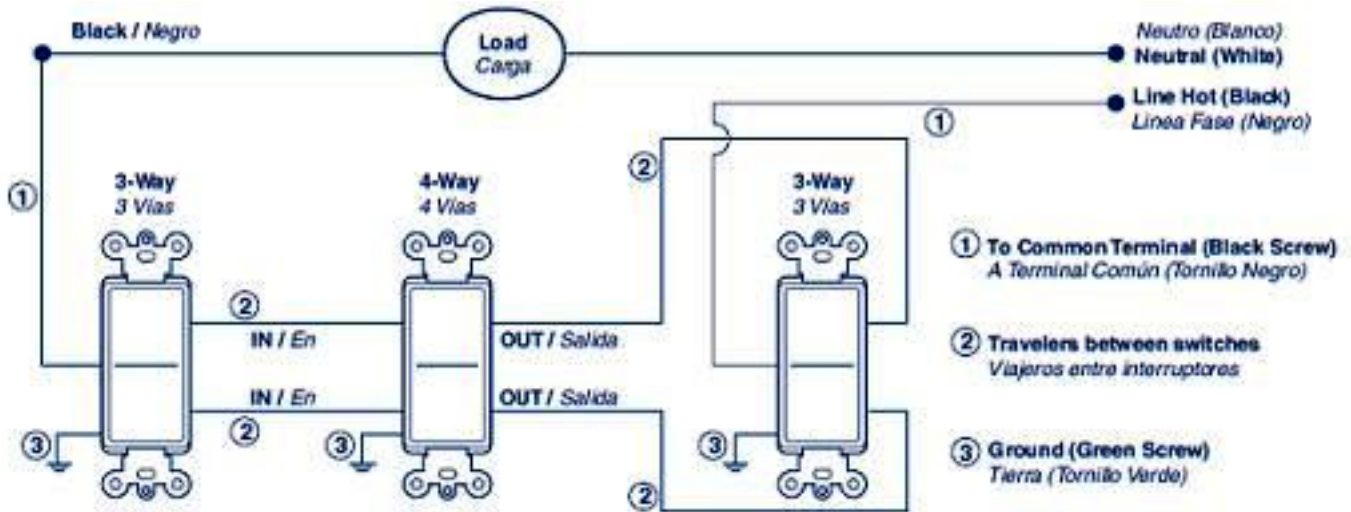 Black / Negro
Load
Carga
Neutro (Blanco)
Neutral (White)
Line Hot (Black)
Linea Fase (Negro)
1
2
1
3-Way
3 Vías
4-Way
4 Vías
3-Way
3 Vías
1 To Common Terminal (Black Screw)
A Terminal Común (Tornillo Negro)
2
IN / En
OUT / Salida
2 Travelers between switches
Viajeros entre interruptores
IN / En
OUT / Salida
2
3
3
3
3 Ground (Green Screw)
Tierra (Tornillo Verde)
2